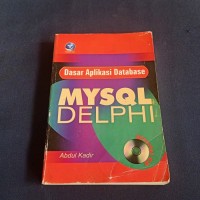 Dasar Aplikasi Database
MYSQL
DELPHI
Abdul Kadir